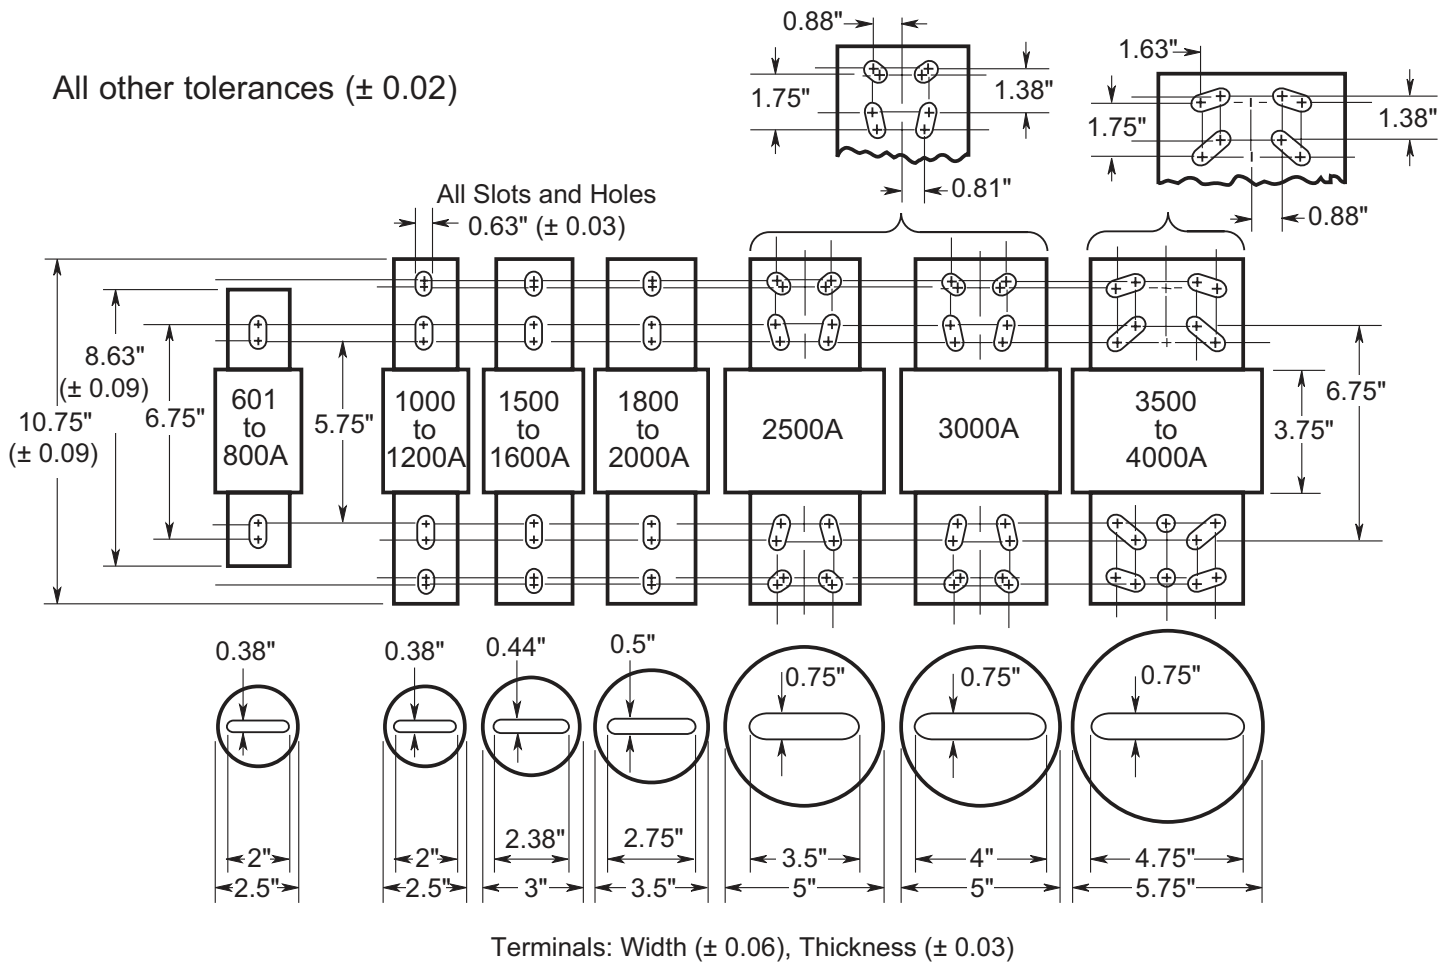 0.88"
1.63"
All other tolerances (± 0.02)
1.75"
1.38"
1.75"
1.38"
All Slots and Holes
0.63" (± 0.03)
0.81"
0.88"
8.63"
(± 0.09)
10.75"
(± 0.09)
6.75"
5.75"
6.75"
3.75"
601
to
800A
1000
to
1200A
1500
to
1600A
1800
to
2000A
2500A
3000A
3500
to
4000A
0.38"
0.38"
0.44"
0.5"
0.75"
0.75"
0.75"
2"
2"
2.38"
2.75"
3.5"
4"
4.75"
2.5"
2.5"
3"
3.5"
5"
5"
5.75"
Terminals: Width (± 0.06), Thickness (± 0.03)